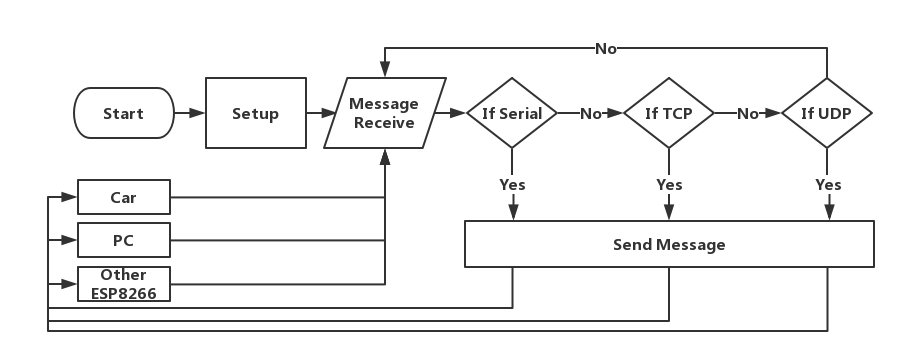 No
Start
Setup
Message
Receive
If Serial
No
If TCP
No
If UDP
Yes
Yes
Yes
Car
PC
Other
ESP8266
Send Message